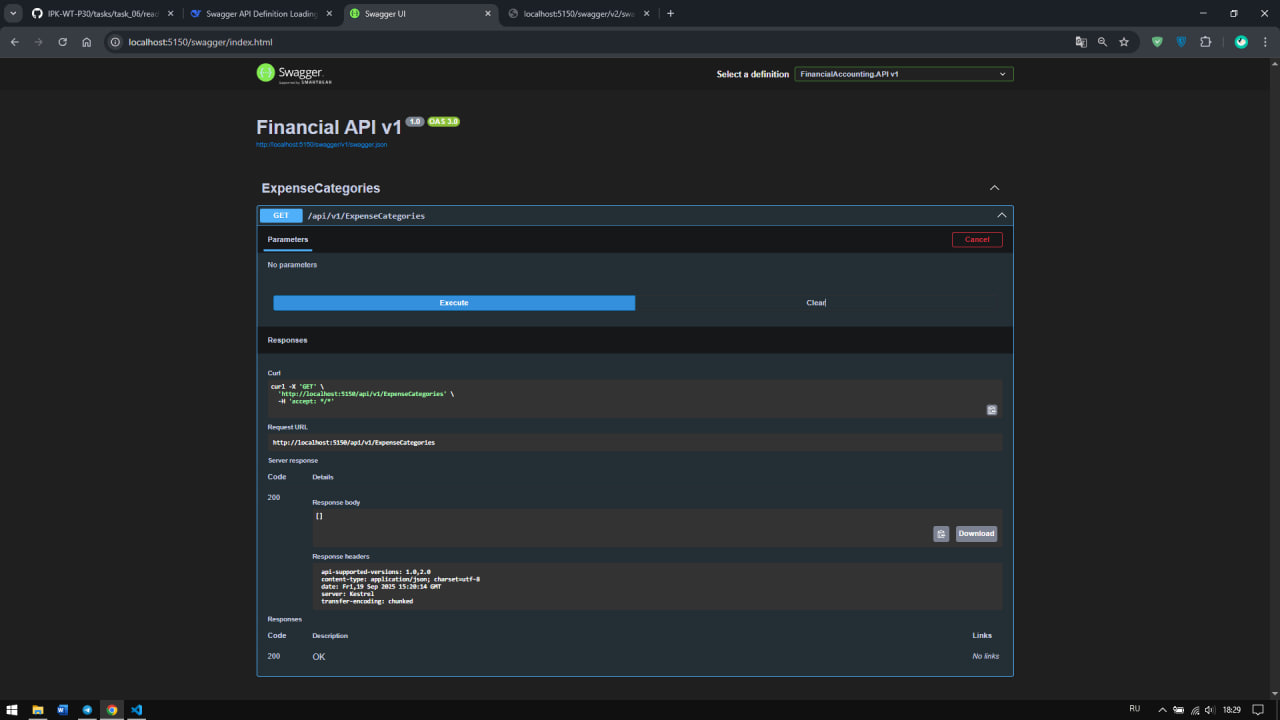 IPK-WT-P30/tasks/task_06/read
Swagger API Definition Loading
Swagger UI
localhost:5150/swagger/v2/swa
localhost:5150/swagger/index.html
Swagger
Supported by SMARTBEAR
Select a definition
FinancialAccounting.API v1
Financial API v1
1.0
OAS 3.0
http://localhost:5150/swagger/v1/swagger.json
ExpenseCategories
GET
/api/v1/ExpenseCategories
Parameters
Cancel
No parameters
Execute
Clear
Responses
Curl
curl -X 'GET' \
'http://localhost:5150/api/v1/ExpenseCategories' \
-H 'accept: */*'
Request URL
http://localhost:5150/api/v1/ExpenseCategories
Server response
Code
Details
200
Response body
[]
Download
Response headers
api-supported-versions: 1.0,2.0
content-type: application/json; charset=utf-8
date: Fri,19 Sep 2025 15:20:14 GMT
server: Kestrel
transfer-encoding: chunked
Responses
Code
Description
Links
200
OK
No links
RU
18:29